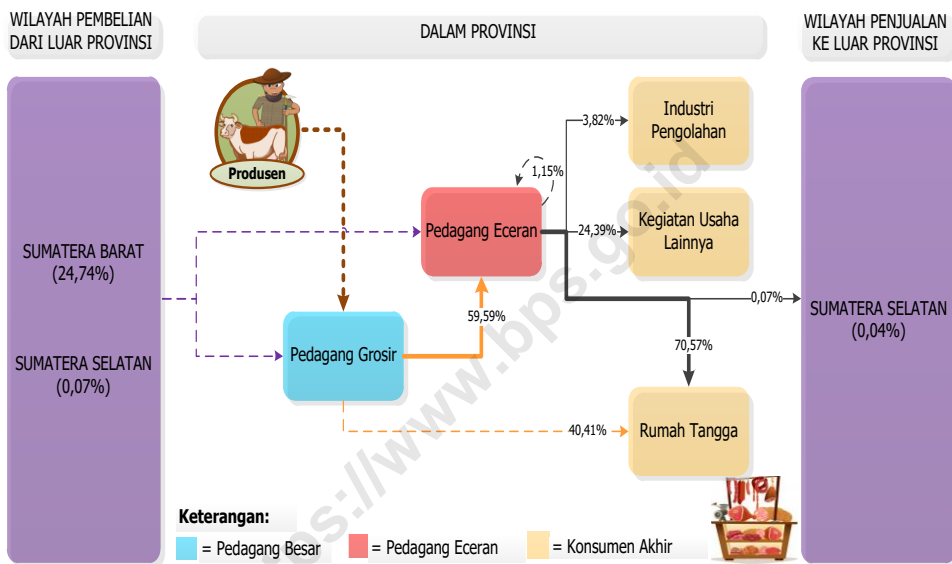 WILAYAH PEMBELIAN
DARI LUAR PROVINSI
DALAM PROVINSI
WILAYAH PENJUALAN
KE LUAR PROVINSI
SUMATERA BARAT
(24,74%)
SUMATERA SELATAN
(0,07%)
Produsen
Pedagang Grosir
Pedagang Eceran
1,15%
59,59%
40,41%
3,82%
24,39%
70,57%
0,07%
Industri
Pengolahan
Kegiatan Usaha
Lainnya
Rumah Tangga
SUMATERA SELATAN
(0,04%)
Keterangan:
= Pedagang Besar
= Pedagang Eceran
= Konsumen Akhir
ps://www.bps.go.id